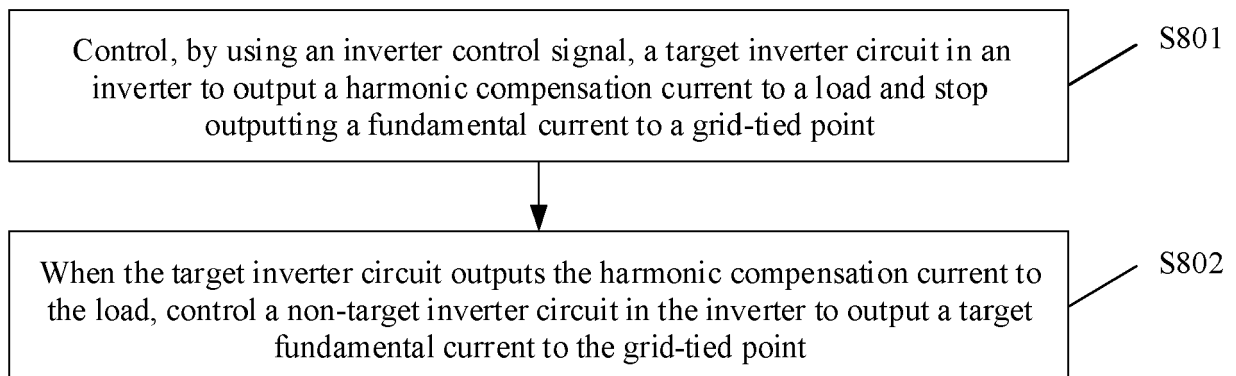 Control, by using an inverter control signal, a target inverter circuit in an
inverter to output a harmonic compensation current to a load and stop
outputting a fundamental current to a grid-tied point
S801
When the target inverter circuit outputs the harmonic compensation current to
the load, control a non-target inverter circuit in the inverter to output a target
fundamental current to the grid-tied point
S802